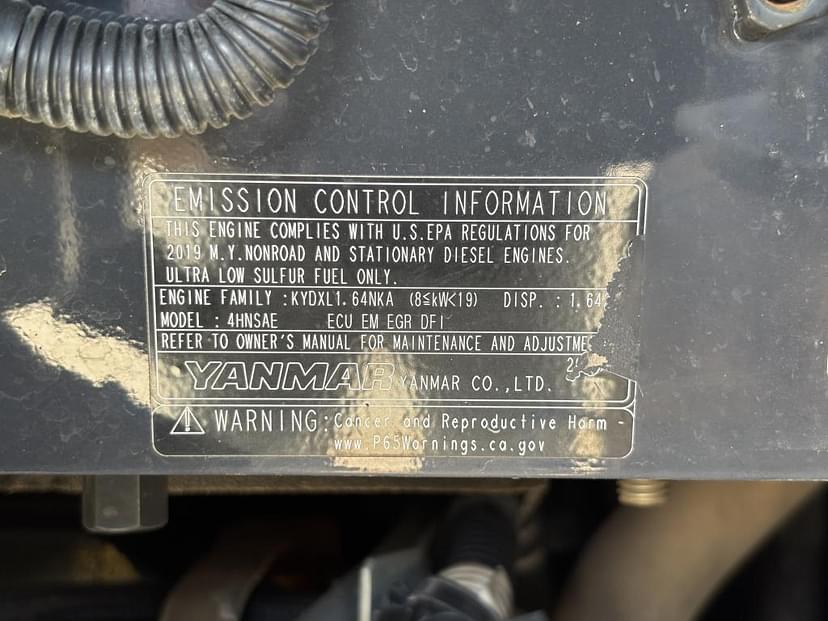 EMISSION CONTROL INFORMATION
THIS ENGINE COMPLIES WITH U.S.EPA REGULATIONS FOR
2019 M.Y.NONROAD AND STATIONARY DIESEL ENGINES.
ULTRA LOW SULFUR FUEL ONLY.
ENGINE FAMILY :KYDXL1.64NKA (8≦kW<19) DISP. : 1.64
MODEL : 4HNSAE ECU EM EGR DFI
REFER TO OWNER'S MANUAL FOR MAINTENANCE AND
YANMAR YANMAR CO.,LTD.
⚠ WARNING:Cancer and Reproductive Harm -
www.P65Warnings.ca.gov